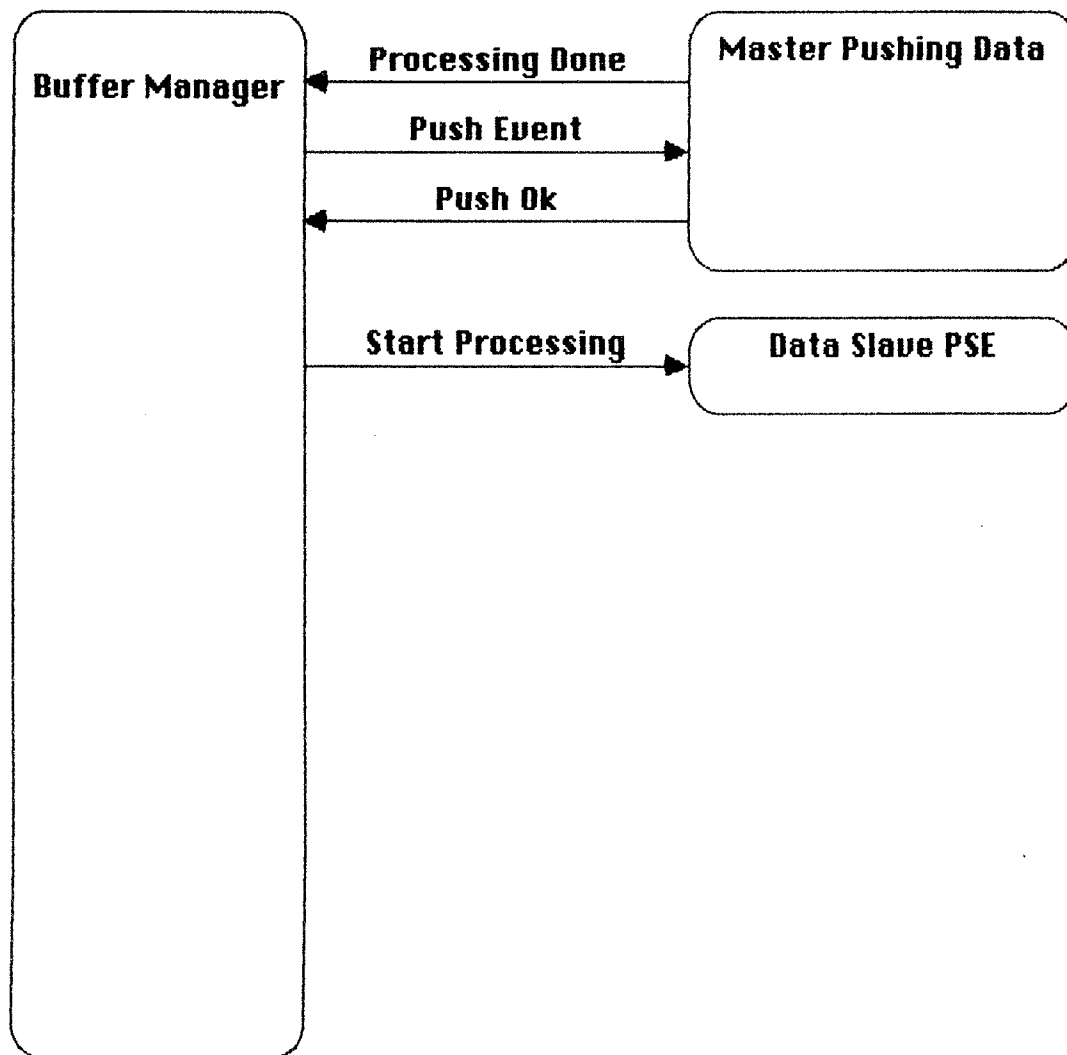 Master Pushing Data
Processing Done
Buffer Manager
Push Event
Push Ok
Start Processing
Data Slave PSE